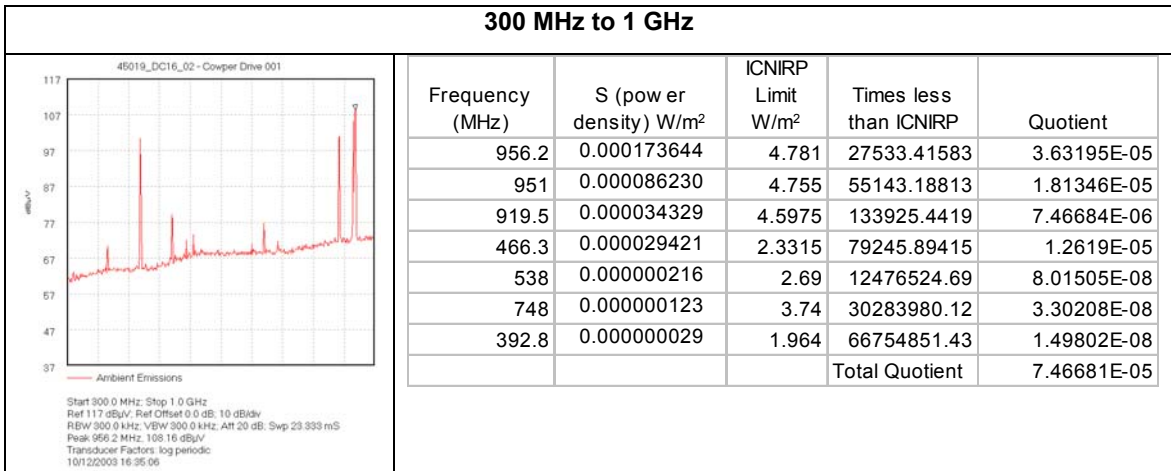 300 MHz to 1 GHz
45019_DC16_02 - Cowper Drive 001
117
107
97
87
77
67
57
47
37
dBµV
Ambient Emissions
Start 300.0 MHz; Stop 1.0 GHz
Ref 117 dBµV; Ref Offset 0.0 dB; 10 dB/div
RBW 300.0 kHz; VBW 300.0 kHz; Att 20 dB; Swp 23.333 mS
Peak 956.2 MHz, 108.16 dBµV
Transducer Factors: log periodic
10/12/2003 16:35:06
Frequency (MHz) S (pow er density) W/m² ICNIRP Limit W/m² Times less than ICNIRP Quotient
956.2 0.000173644 4.781 27533.41583 3.63195E-05
951 0.000086230 4.755 55143.18813 1.81346E-05
919.5 0.000034329 4.5975 133925.4419 7.46684E-06
466.3 0.000029421 2.3315 79245.89415 1.2619E-05
538 0.000000216 2.69 12476524.69 8.01505E-08
748 0.000000123 3.74 30283980.12 3.30208E-08
392.8 0.000000029 1.964 66754851.43 1.49802E-08
Total Quotient 7.46681E-05